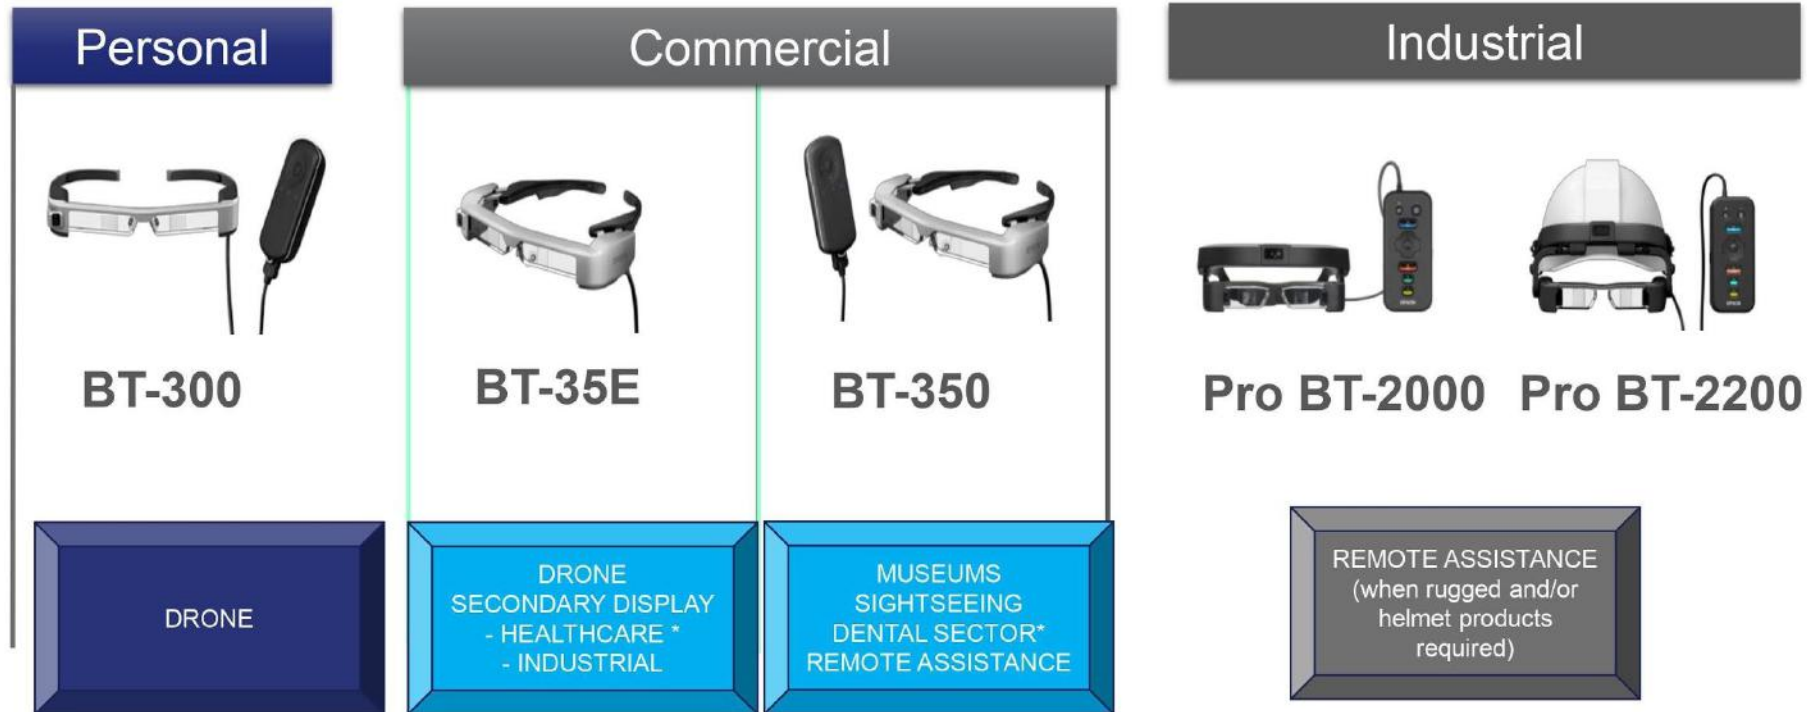 Personal
Commercial
Industrial
BT-300
BT-35E
BT-350
Pro BT-2000
Pro BT-2200
DRONE
DRONE
SECONDARY DISPLAY
- HEALTHCARE *
- INDUSTRIAL
MUSEUMS
SIGHTSEEING
DENTAL SECTOR*
REMOTE ASSISTANCE
REMOTE ASSISTANCE
(when rugged and/or
helmet products
required)